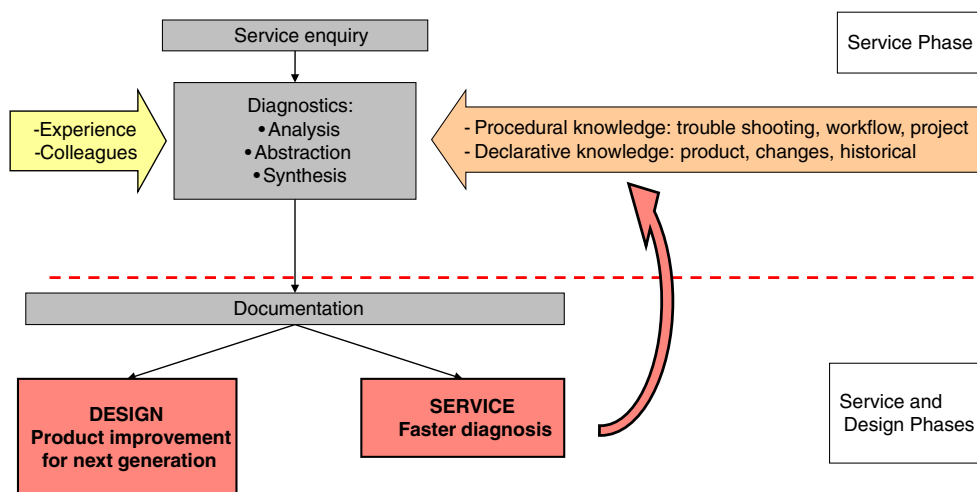 Service enquiry
Service Phase
Diagnostics:
•Analysis
•Abstraction
•Synthesis
-Experience
-Colleagues
- Procedural knowledge: trouble shooting, workflow, project
- Declarative knowledge: product, changes, historical
Documentation
DESIGN
Product improvement
for next generation
SERVICE
Faster diagnosis
Service and
Design Phases